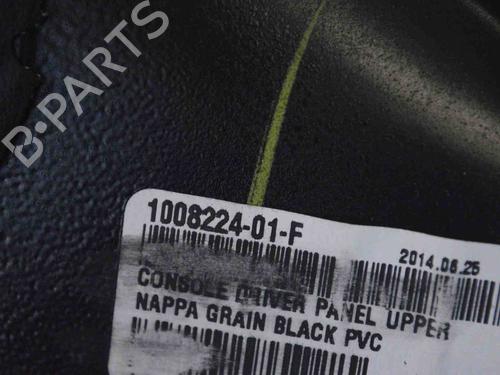 B-PARTS
1008224-01-F
2014.06.25
CONSOLE DRIVER PANEL UPPER
NAPPA GRAIN BLACK PVC